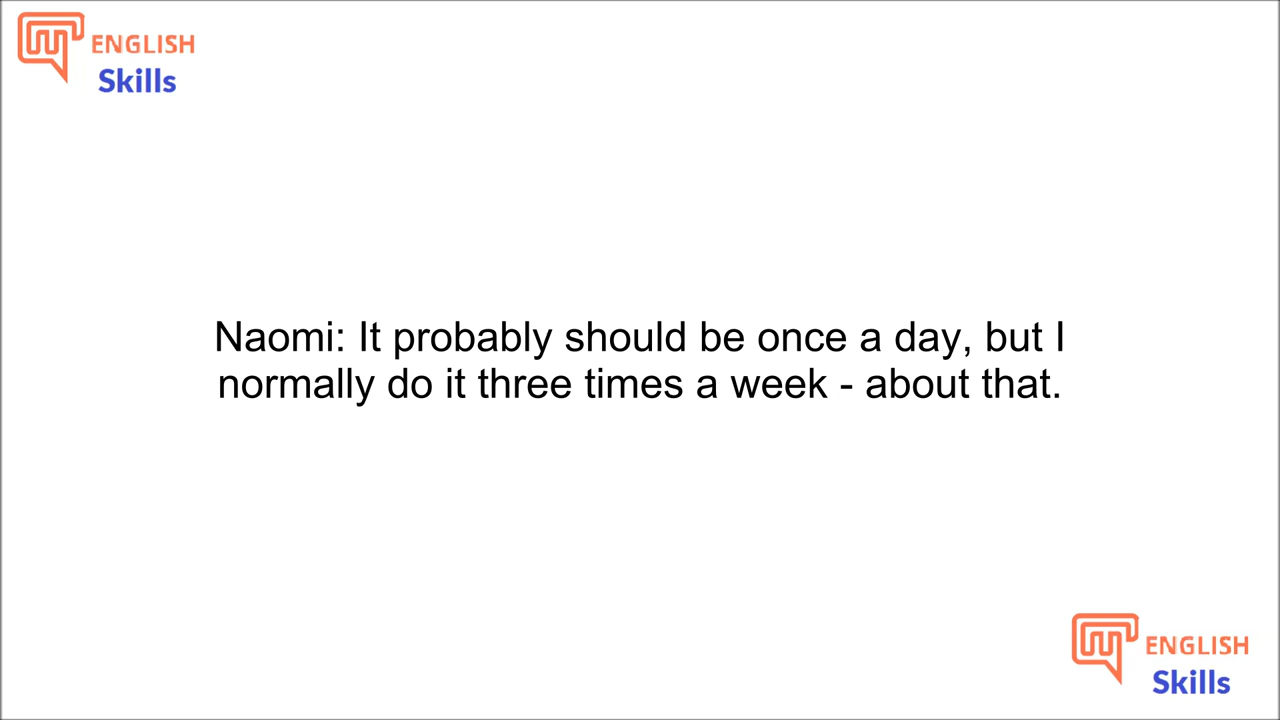 ENGLISH
Skills
Naomi: It probably should be once a day, but I
normally do it three times a week - about that.
ENGLISH
Skills